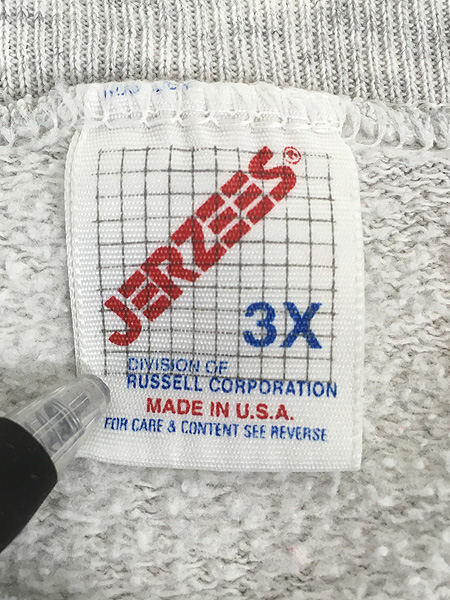 JERZEES®
3X
DIVISION OF
RUSSELL CORPORATION
MADE IN U.S.A.
FOR CARE & CONTENT SEE REVERSE